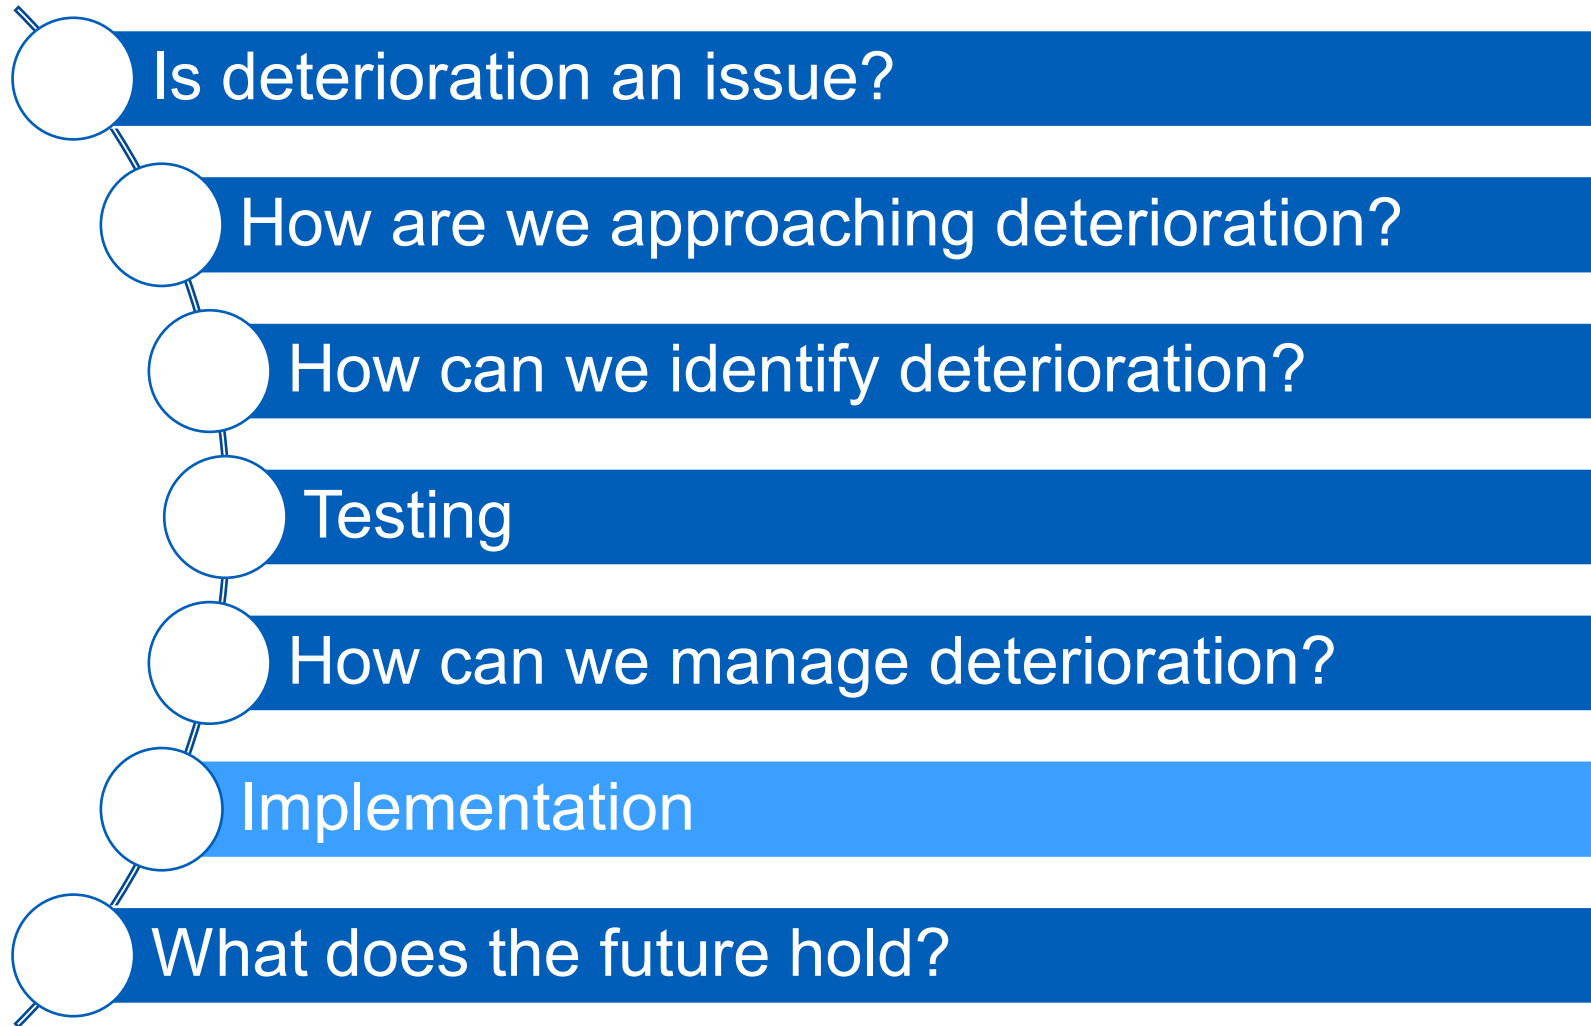 Is deterioration an issue?
How are we approaching deterioration?
How can we identify deterioration?
Testing
How can we manage deterioration?
Implementation
What does the future hold?